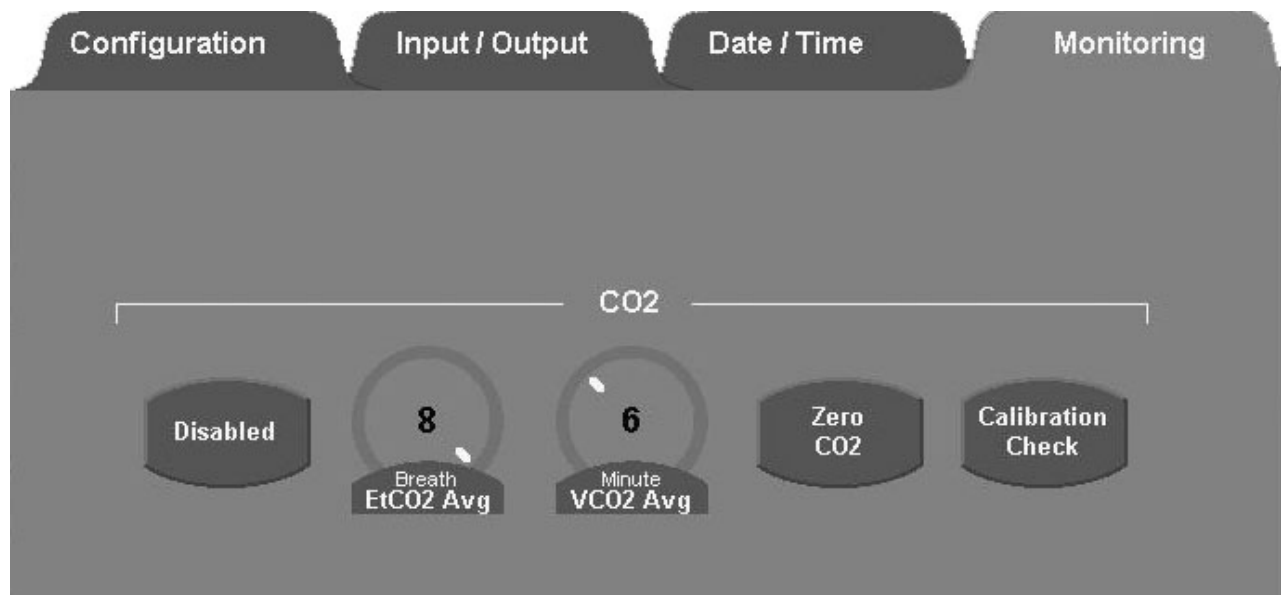 Configuration
Input / Output
Date / Time
Monitoring
CO2
Disabled
8
Breath
EtCO2 Avg
6
Minute
VCO2 Avg
Zero
CO2
Calibration
Check